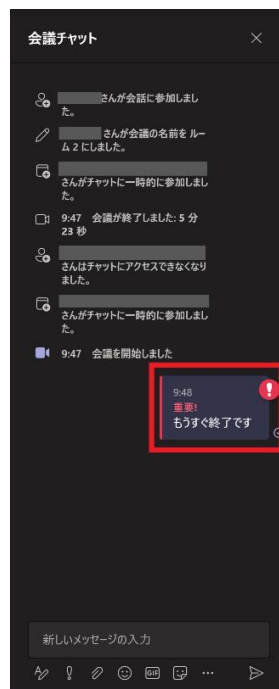 会議チャット
さんが会話に参加しまし
た。
さんが会議の名前を ルー
ム 2 にしました。
さんがチャットに一時的に参加しまし
た。
9:47 会議が終了しました: 5 分
23 秒
さんはチャットにアクセスできなくなり
ました。
さんがチャットに一時的に参加しまし
た。
9:47 会議を開始しました
9:48
重要!
もうすぐ終了です
新しいメッセージの入力
GIF